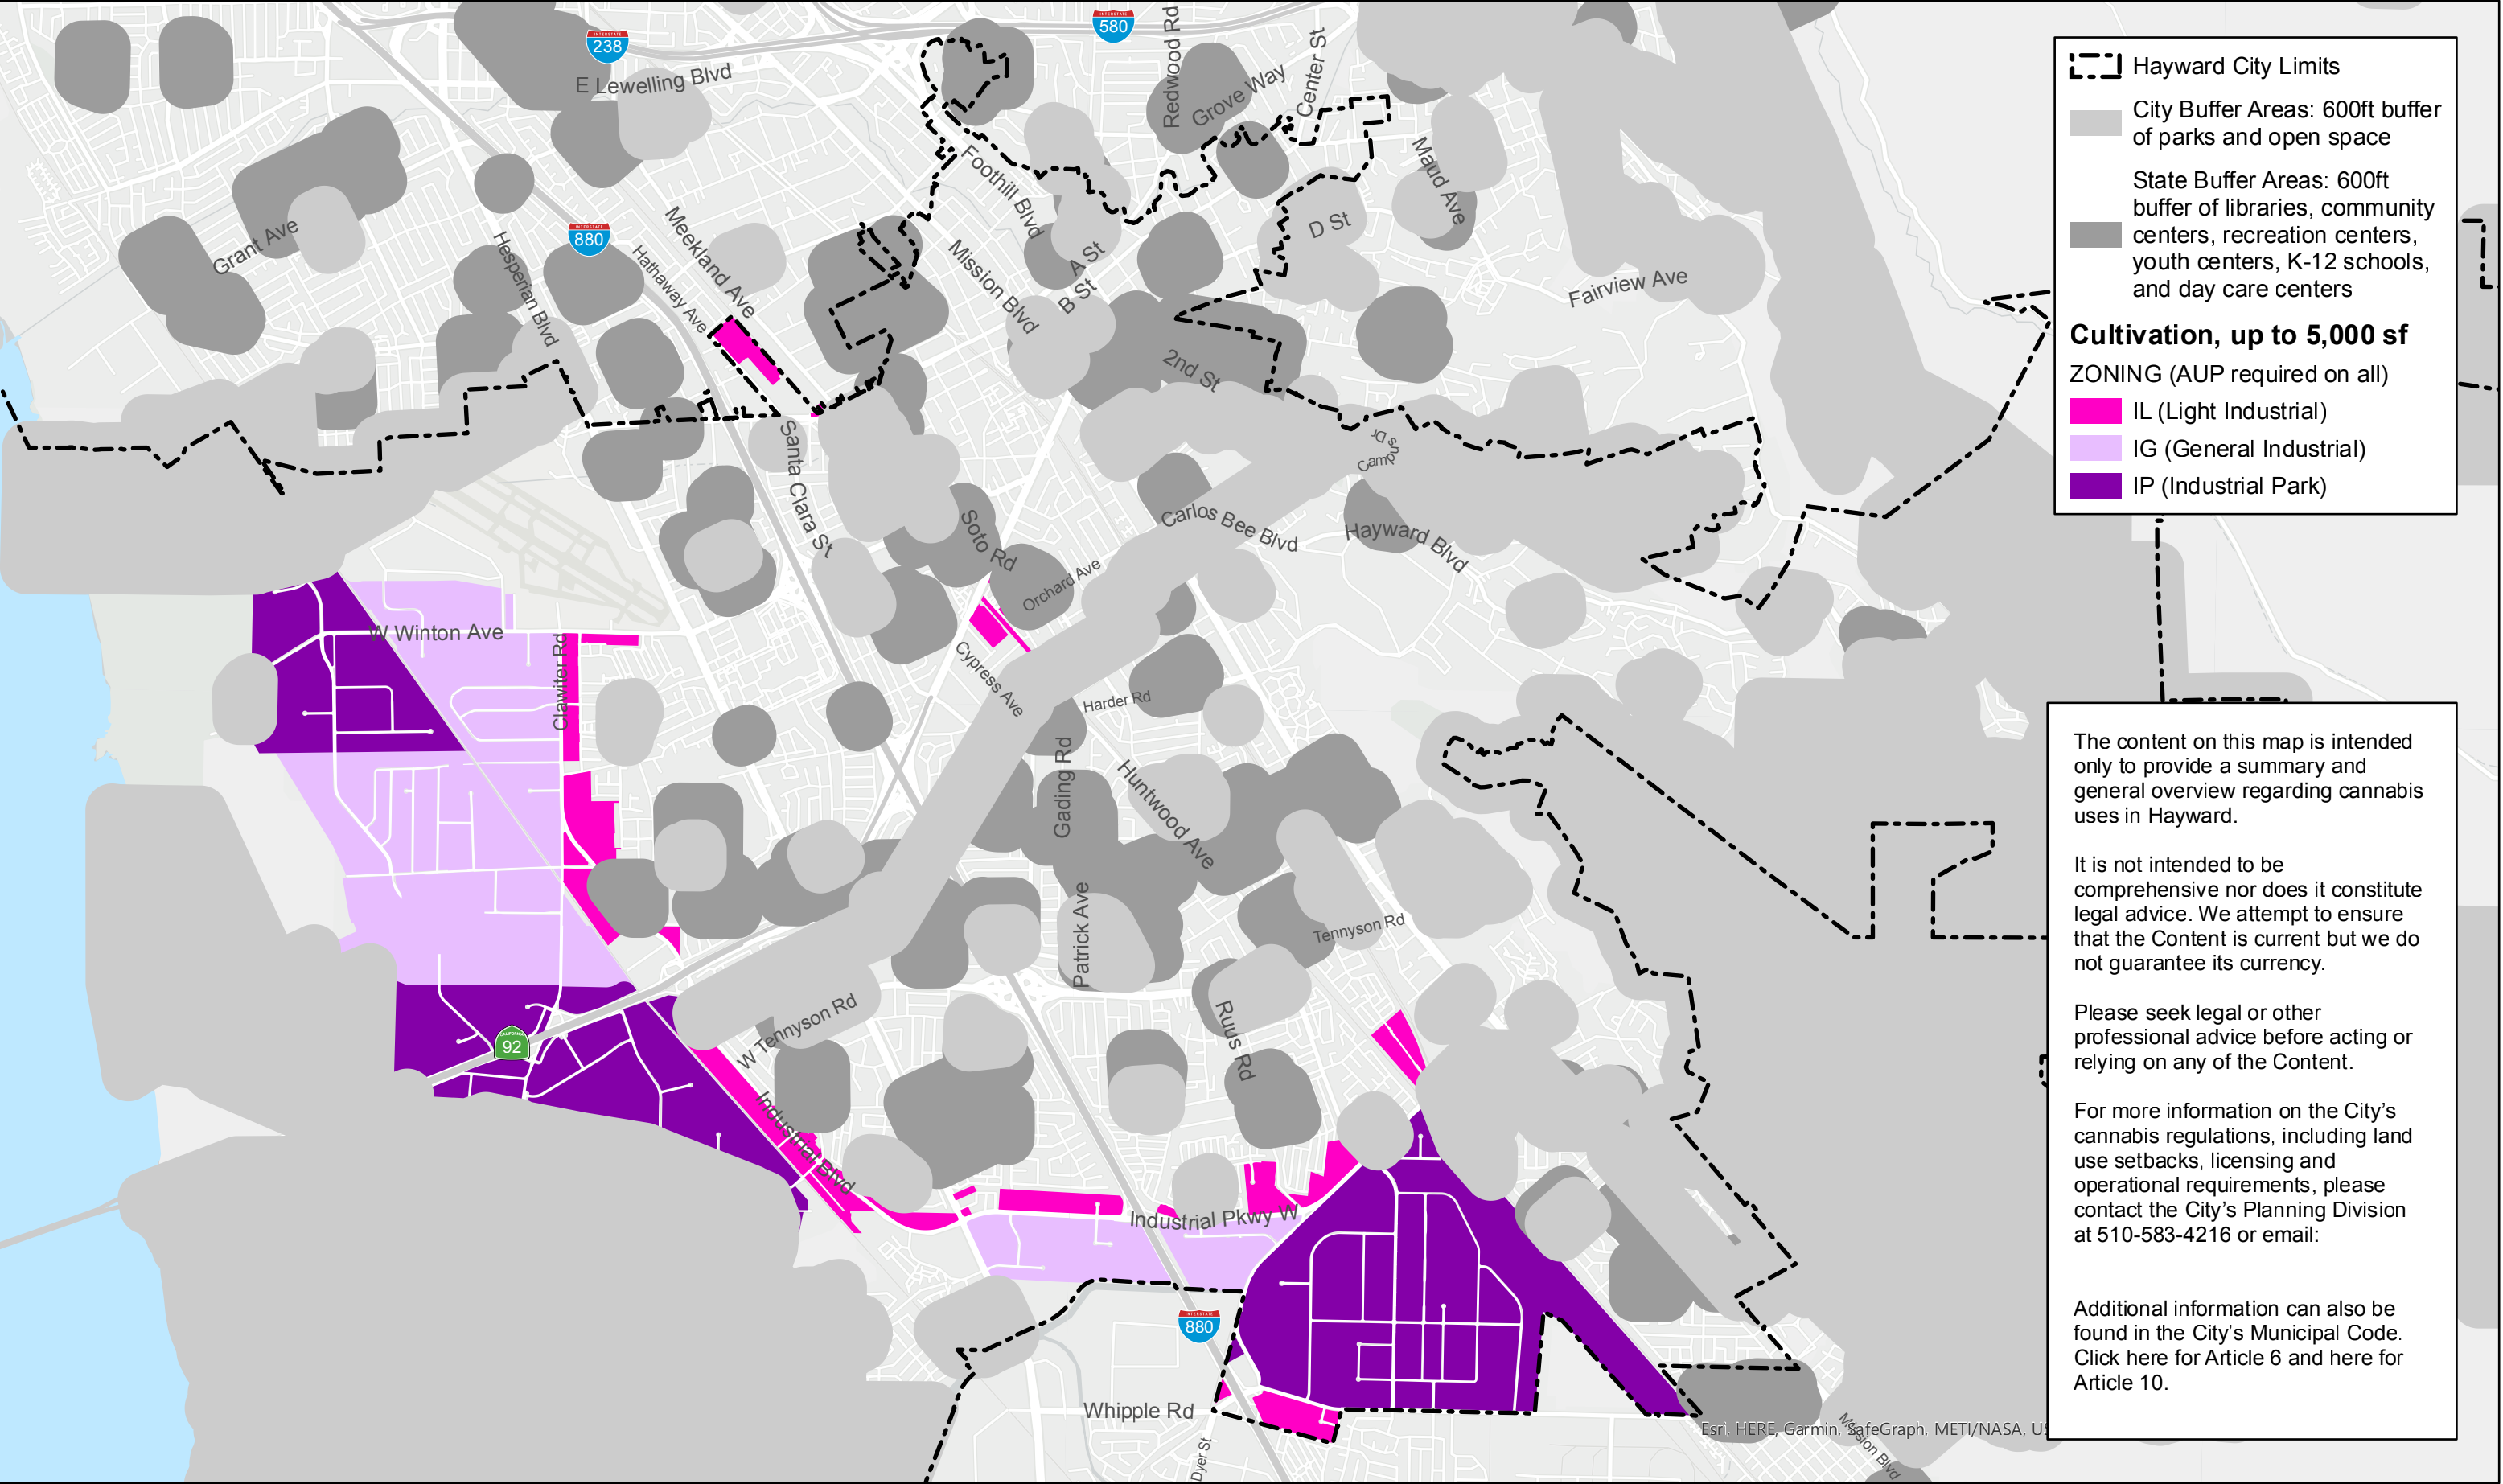 INTERSTATE
238
INTERSTATE
580
Redwood Rd
Center St
Grove Way
E Lewelling Blvd
Foothill Blvd
Maud Ave
Grant Ave
INTERSTATE
880
Hesperian Blvd
Hathaway Ave
Meekland Ave
Mission Blvd
A St
B St
D St
Fairview Ave
2nd St
Campus Dr
Santa Clara St
Soto Rd
Orchard Ave
Carlos Bee Blvd
Hayward Blvd
W Winton Ave
Clawiter Rd
Cypress Ave
Harder Rd
Gading Rd
Huntwood Ave
Patrick Ave
Tennyson Rd
Ruus Rd
W Tennyson Rd
CALIFORNIA
92
Industrial Blvd
Industrial Pkwy W
INTERSTATE
880
Whipple Rd
Dyer St
Mission Blvd
Esri, HERE, Garmin, SafeGraph, METI/NASA,
Hayward City Limits
City Buffer Areas: 600ft buffer
of parks and open space
State Buffer Areas: 600ft
buffer of libraries, community
centers, recreation centers,
youth centers, K-12 schools,
and day care centers
Cultivation, up to 5,000 sf
ZONING (AUP required on all)
IL (Light Industrial)
IG (General Industrial)
IP (Industrial Park)
The content on this map is intended
only to provide a summary and
general overview regarding cannabis
uses in Hayward.
It is not intended to be
comprehensive nor does it constitute
legal advice. We attempt to ensure
that the Content is current but we do
not guarantee its currency.
Please seek legal or other
professional advice before acting or
relying on any of the Content.
For more information on the City’s
cannabis regulations, including land
use setbacks, licensing and
operational requirements, please
contact the City’s Planning Division
at 510-583-4216 or email:
Additional information can also be
found in the City’s Municipal Code.
Click here for Article 6 and here for
Article 10.